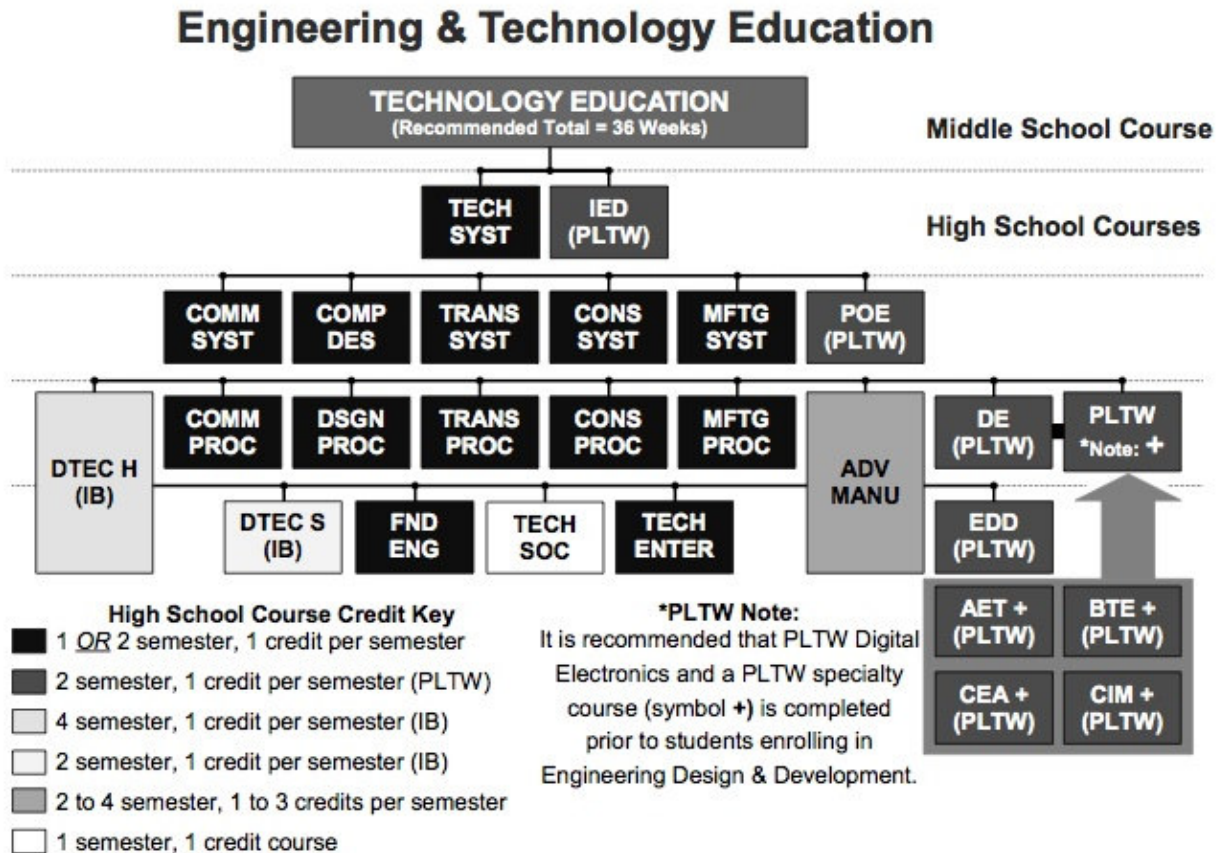 Engineering & Technology Education
TECHNOLOGY EDUCATION
(Recommended Total = 36 Weeks)
Middle School Course
TECH
SYST
IED
(PLTW)
High School Courses
COMM
SYST
COMP
DES
TRANS
SYST
CONS
SYST
MFTG
SYST
POE
(PLTW)
DTEC H
(IB)
COMM
PROC
DSGN
PROC
TRANS
PROC
CONS
PROC
MFTG
PROC
ADV
MANU
DE
(PLTW)
PLTW
*Note: +
DTEC S
(IB)
FND
ENG
TECH
SOC
TECH
ENTER
EDD
(PLTW)
AET +
(PLTW)
BTE +
(PLTW)
CEA +
(PLTW)
CIM +
(PLTW)
High School Course Credit Key
1 OR 2 semester, 1 credit per semester
2 semester, 1 credit per semester (PLTW)
4 semester, 1 credit per semester (IB)
2 semester, 1 credit per semester (IB)
2 to 4 semester, 1 to 3 credits per semester
1 semester, 1 credit course
*PLTW Note:
It is recommended that PLTW Digital
Electronics and a PLTW specialty
course (symbol +) is completed
prior to students enrolling in
Engineering Design & Development.